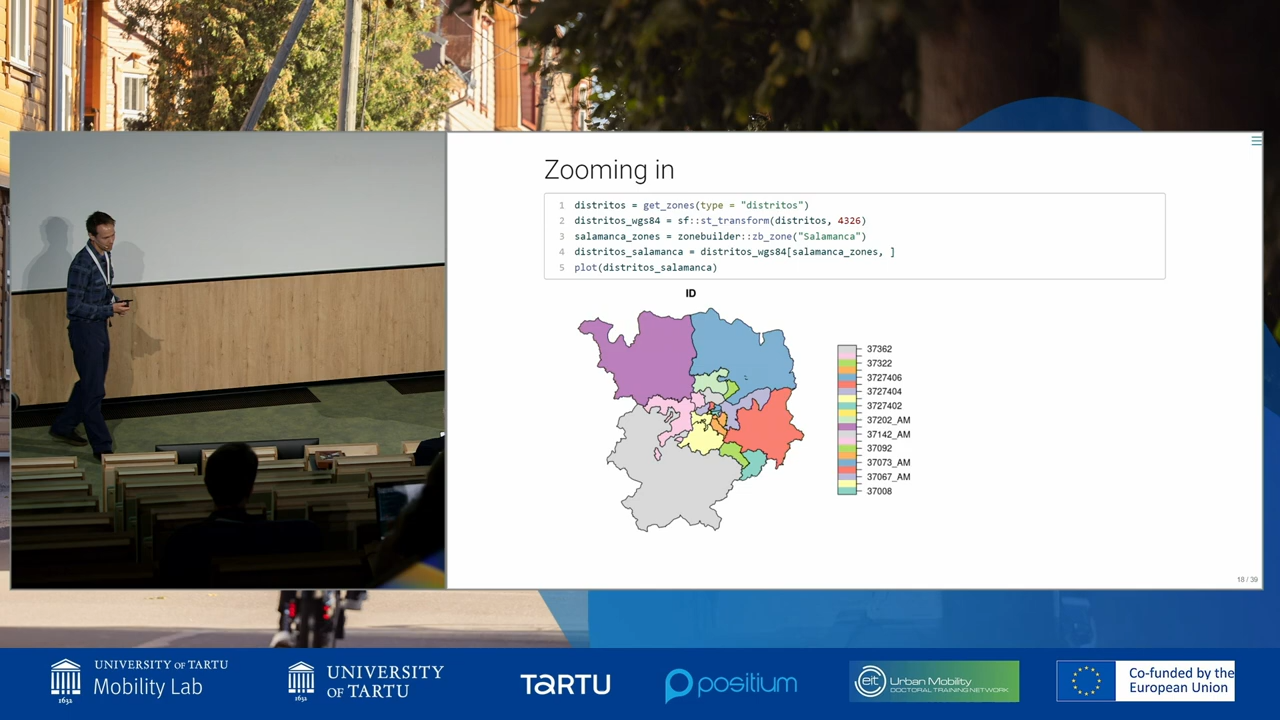 Zooming in
1 distritos = get_zones(type = "distritos")
2 distritos_wgs84 = sf::st_transform(distritos, 4326)
3 salamanca_zones = zonebuilder::zb_zone("Salamanca")
4 distritos_salamanca = distritos_wgs84[salamanca_zones, ]
5 plot(distritos_salamanca)
ID
37362
37322
3727406
3727404
3727402
37202_AM
37142_AM
37092
37073_AM
37067_AM
37008
18 / 39
UNIVERSITY OF TARTU
Mobility Lab
1632
UNIVERSITY
OF TARTU
1632
TARTU
positium
eit Urban Mobility
DOCTORAL TRAINING NETWORK
Co-funded by the
European Union